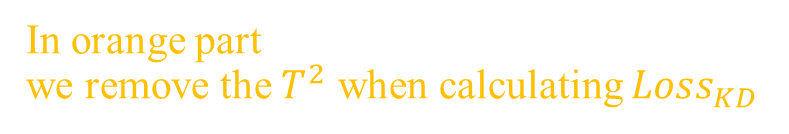 In orange part
we remove the T² when calculating Loss_KD